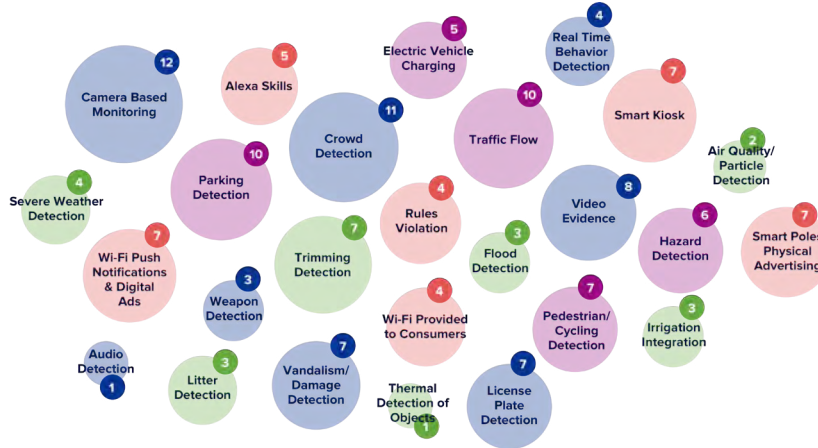 12
Camera Based
Monitoring
5
Alexa Skills
5
Electric Vehicle
Charging
4
Real Time
Behavior
Detection
7
Smart Kiosk
11
Crowd
Detection
10
Traffic Flow
2
Air Quality/
Particle
Detection
4
Severe Weather
Detection
10
Parking
Detection
4
Rules
Violation
8
Video
Evidence
6
Hazard
Detection
7
Smart Poles
Physical
Advertising
7
Wi-Fi Push
Notifications
& Digital
Ads
7
Trimming
Detection
3
Flood
Detection
3
Weapon
Detection
4
Wi-Fi Provided
to Consumers
7
Pedestrian/
Cycling
Detection
3
Irrigation
Integration
Audio
Detection
1
3
Litter
Detection
7
Vandalism/
Damage
Detection
Thermal
Detection of
Objects
1
7
License
Plate
Detection